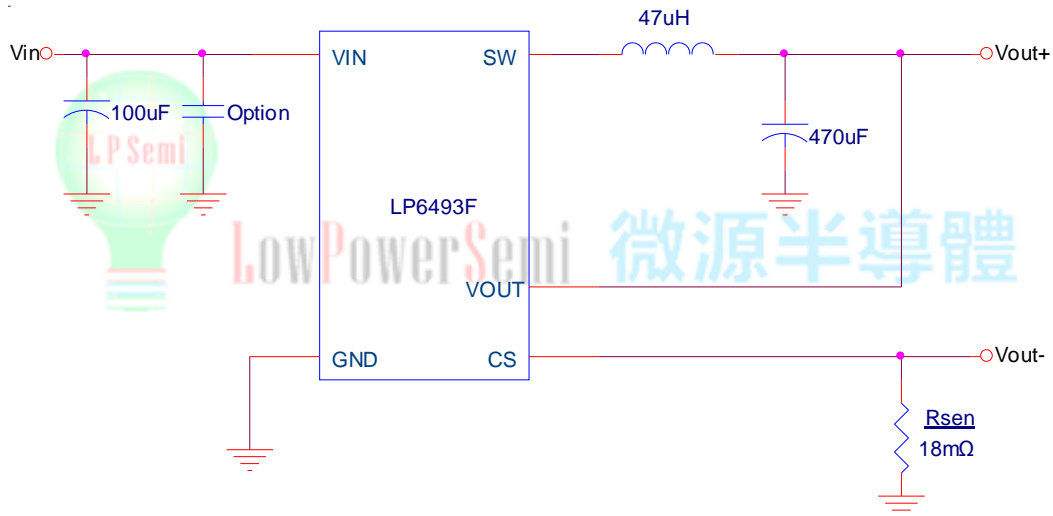 47uH
Vin
VIN
SW
Vout+
100uF
Option
470uF
LP Semi
LP6493F
LowPowerSemi 微源半導體
VOUT
GND
CS
Vout-
Rsen
18mΩ